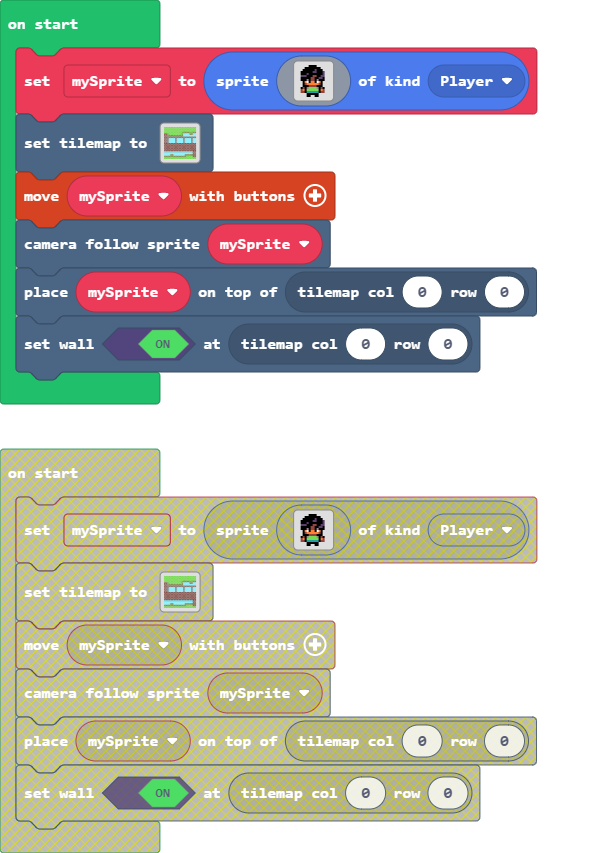 on start
set mySprite to sprite of kind Player
set tilemap to
move mySprite with buttons
camera follow sprite mySprite
place mySprite on top of tilemap col 0 row 0
set wall ON at tilemap col 0 row 0
on start
set mySprite to sprite of kind Player
set tilemap to
move mySprite with buttons
camera follow sprite mySprite
place mySprite on top of tilemap col 0 row 0
set wall ON at tilemap col 0 row 0